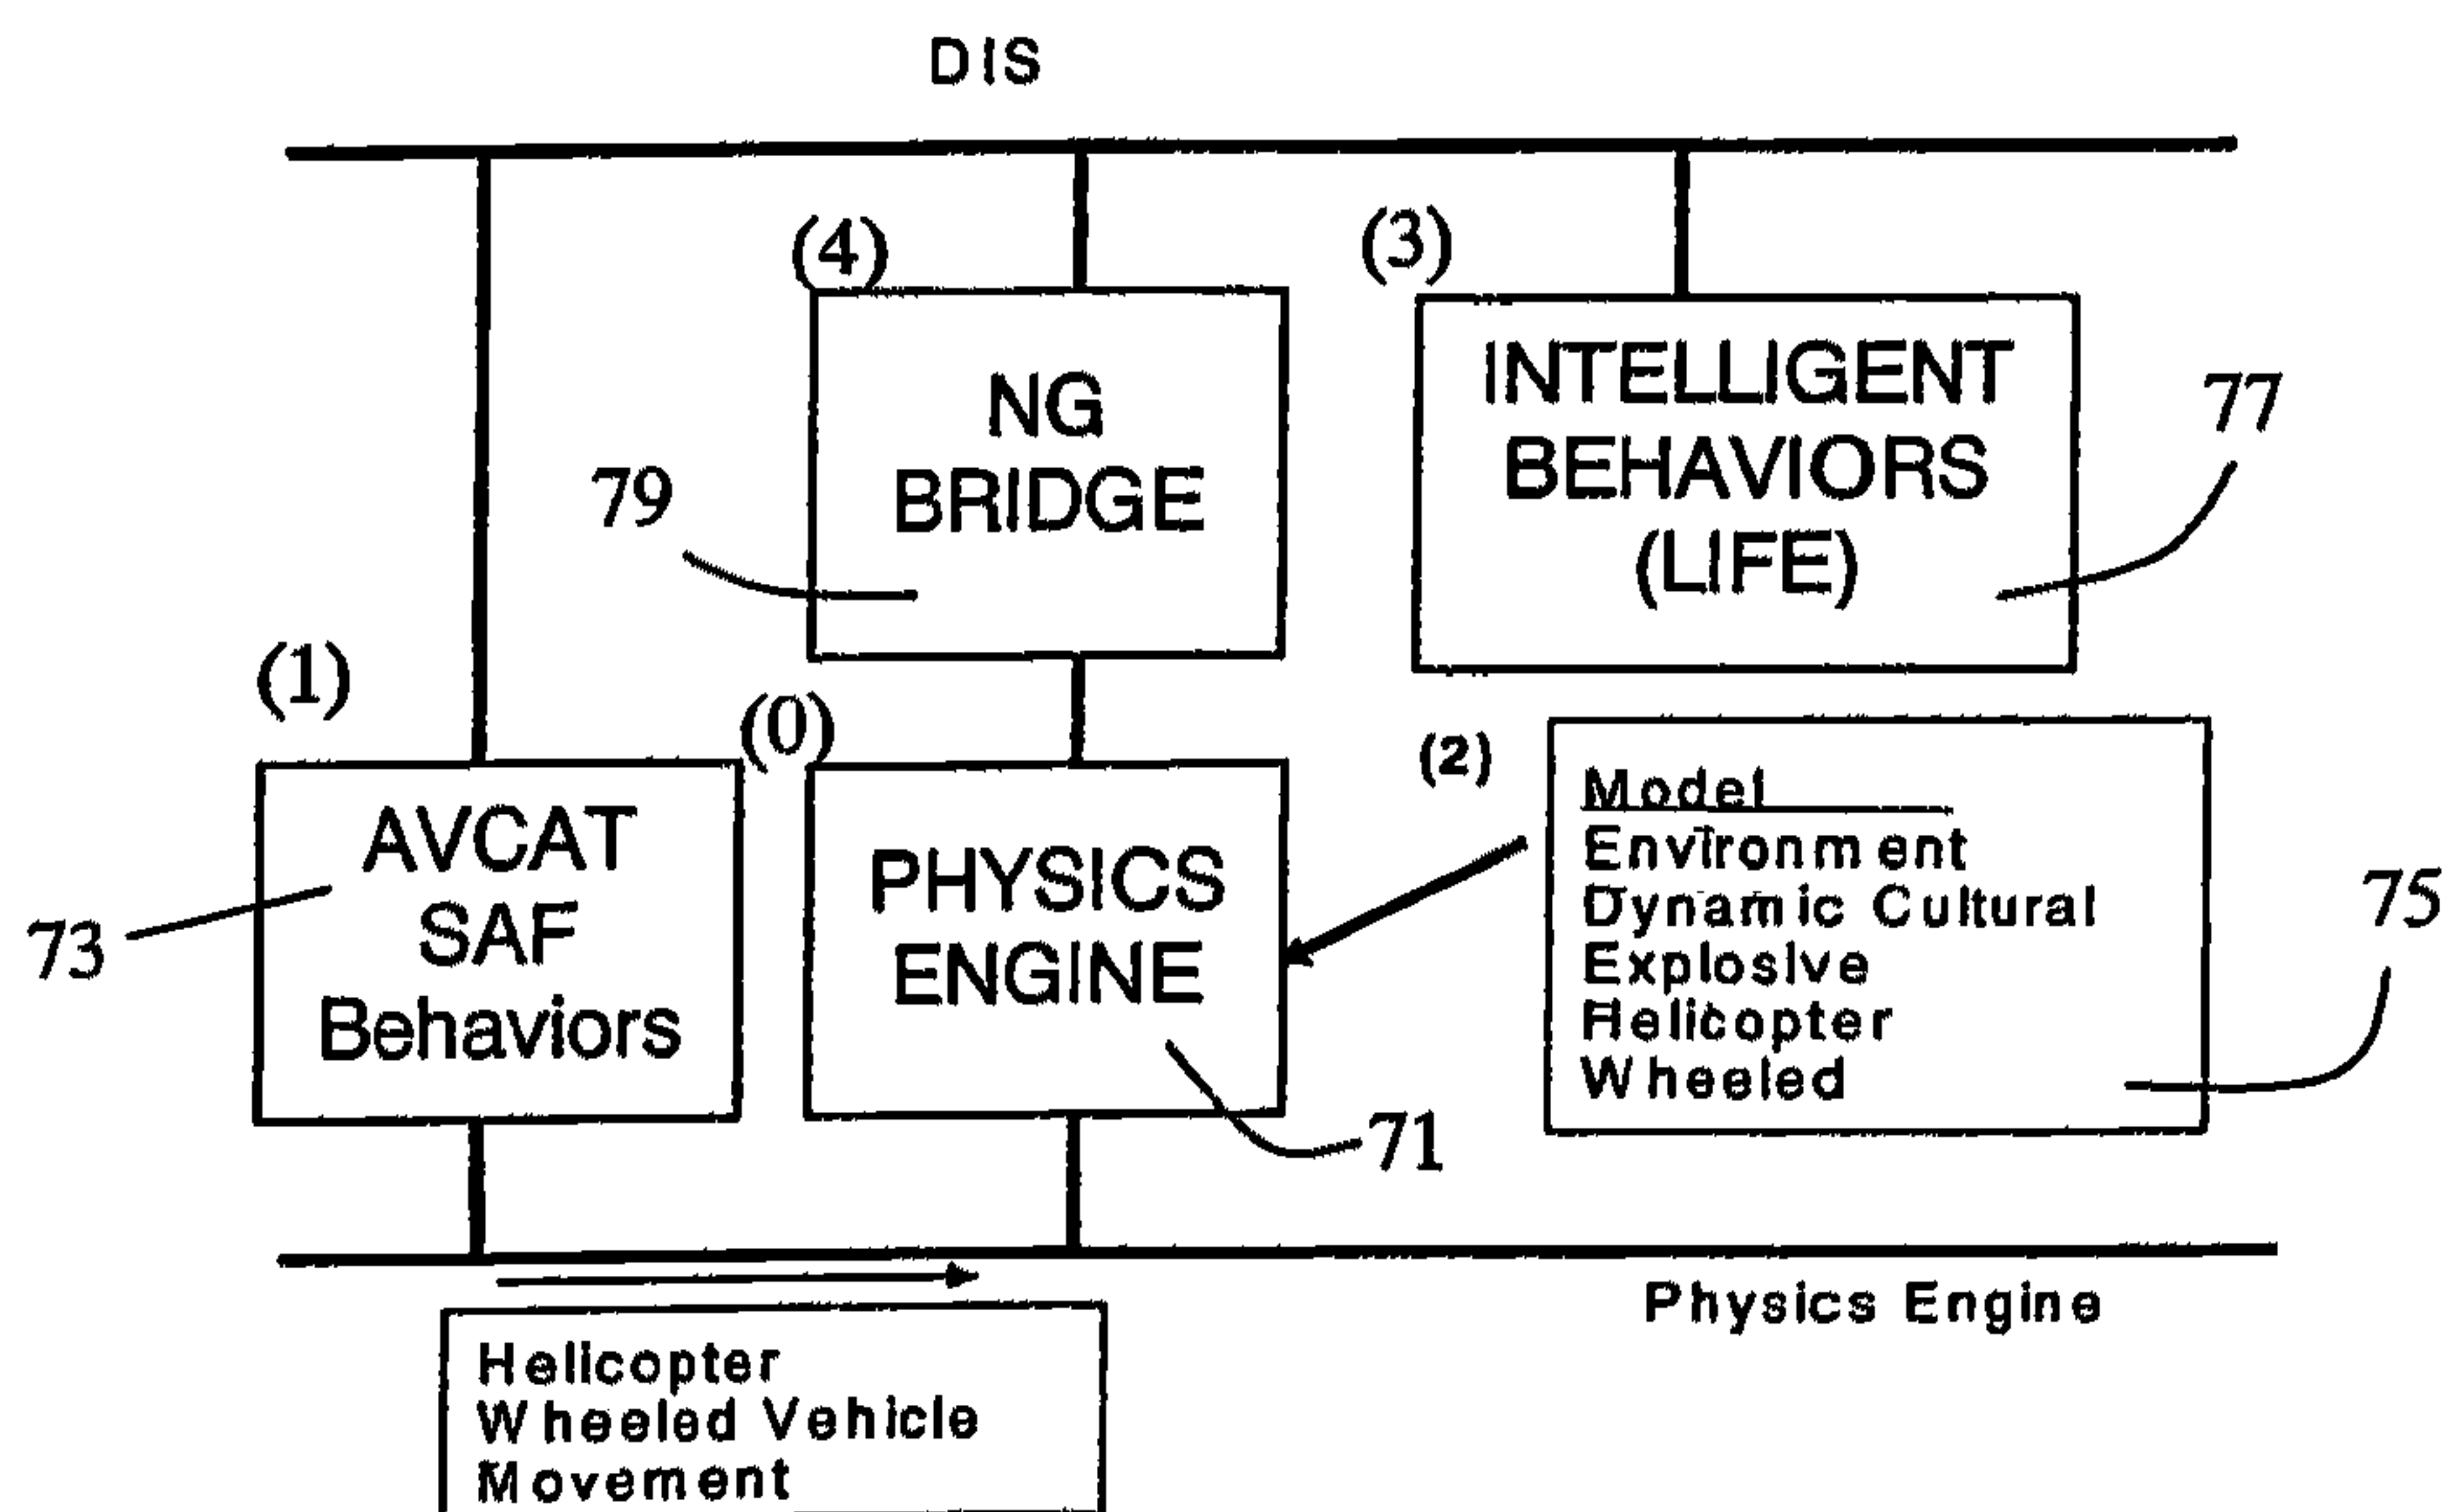 DIS
(4)
(3)
NG
BRIDGE
79
INTELLIGENT
BEHAVIORS
(LIFE)
77
(1)
(0)
(2)
AVCAT
SAF
Behaviors
73
PHYSICS
ENGINE
71
Model
Environment
Dynamic Cultural
Explosive
Helicopter
Wheeled
75
Physics Engine
Helicopter
Wheeled Vehicle
Movement